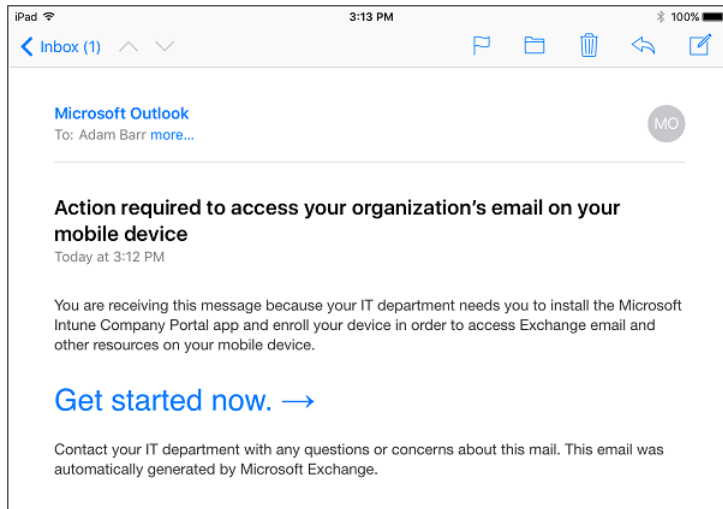 iPad 3:13 PM 100%
Inbox (1)
Microsoft Outlook
To: Adam Barr more...
MO
Action required to access your organization's email on your
mobile device
Today at 3:12 PM
You are receiving this message because your IT department needs you to install the Microsoft
Intune Company Portal app and enroll your device in order to access Exchange email and
other resources on your mobile device.
Get started now. →
Contact your IT department with any questions or concerns about this mail. This email was
automatically generated by Microsoft Exchange.